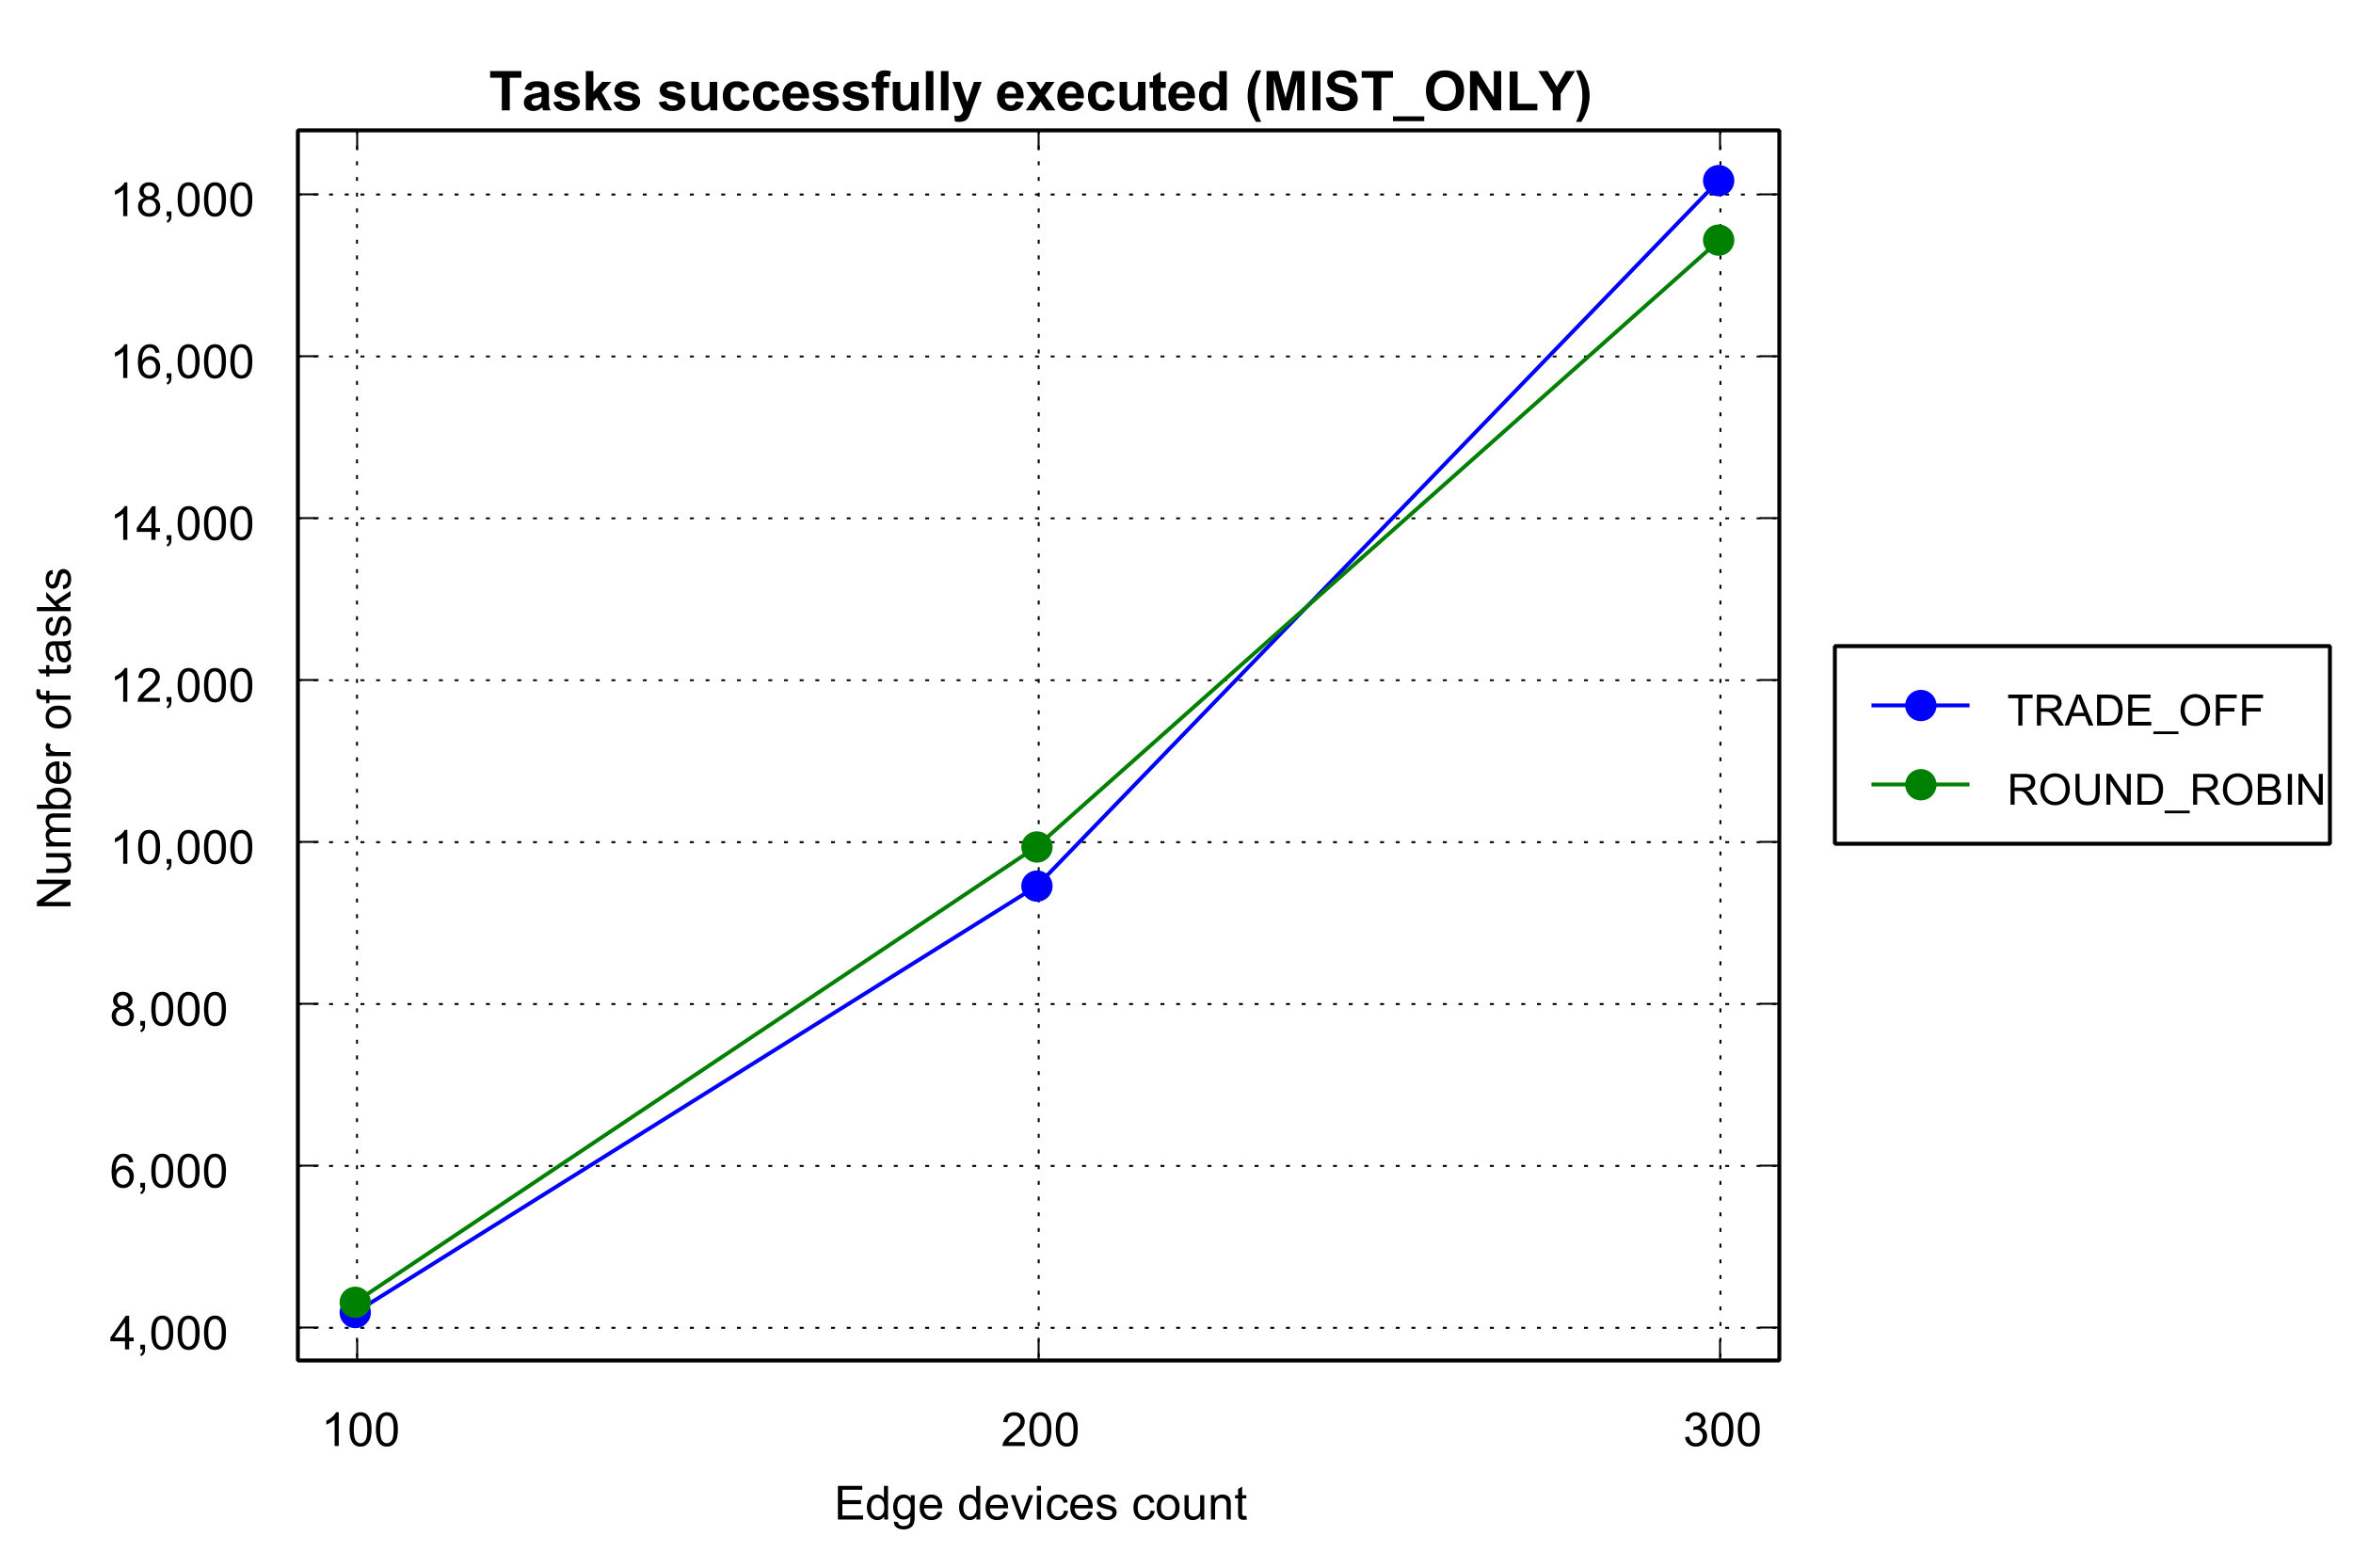 Tasks successfully executed (MIST_ONLY)
18,000
16,000
14,000
12,000
10,000
8,000
6,000
4,000
Number of tasks
100
200
300
Edge devices count
TRADE_OFF
ROUND_ROBIN